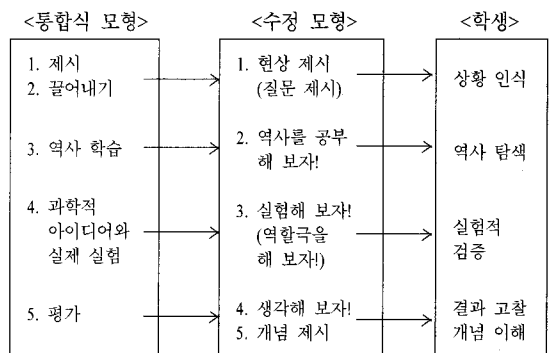 <통합식 모형>
1. 제시
2. 끌어내기
3. 역사 학습
4. 과학적
아이디어와
실제 실험
5. 평가
<수정 모형>
1. 현상 제시
(질문 제시)
2. 역사를 공부
해 보자!
3. 실험해 보자!
(역할극을
해 보자!)
4. 생각해 보자!
5. 개념 제시
<학생>
상황 인식
역사 탐색
실험적
검증
결과 고찰
개념 이해